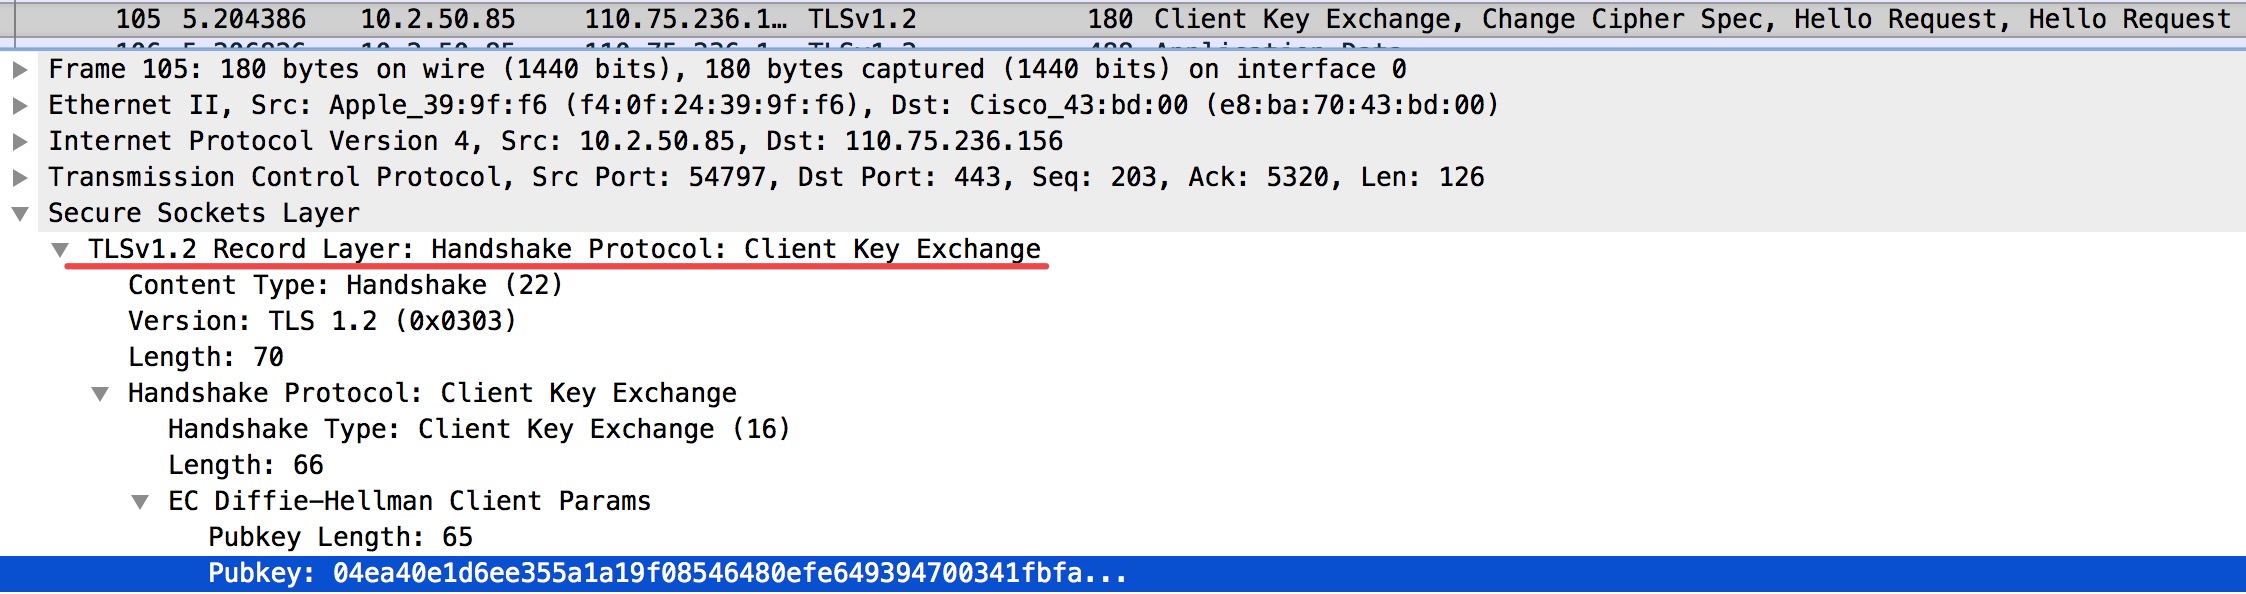 105 5.204386 10.2.50.85 110.75.236.1… TLSv1.2 180 Client Key Exchange, Change Cipher Spec, Hello Request, Hello Request
Frame 105: 180 bytes on wire (1440 bits), 180 bytes captured (1440 bits) on interface 0
Ethernet II, Src: Apple_39:9f:f6 (f4:0f:24:39:9f:f6), Dst: Cisco_43:bd:00 (e8:ba:70:43:bd:00)
Internet Protocol Version 4, Src: 10.2.50.85, Dst: 110.75.236.156
Transmission Control Protocol, Src Port: 54797, Dst Port: 443, Seq: 203, Ack: 5320, Len: 126
Secure Sockets Layer
TLSv1.2 Record Layer: Handshake Protocol: Client Key Exchange
Content Type: Handshake (22)
Version: TLS 1.2 (0x0303)
Length: 70
Handshake Protocol: Client Key Exchange
Handshake Type: Client Key Exchange (16)
Length: 66
EC Diffie–Hellman Client Params
Pubkey Length: 65
Pubkey: 04ea40e1d6ee355a1a19f08546480efe649394700341fbfa...